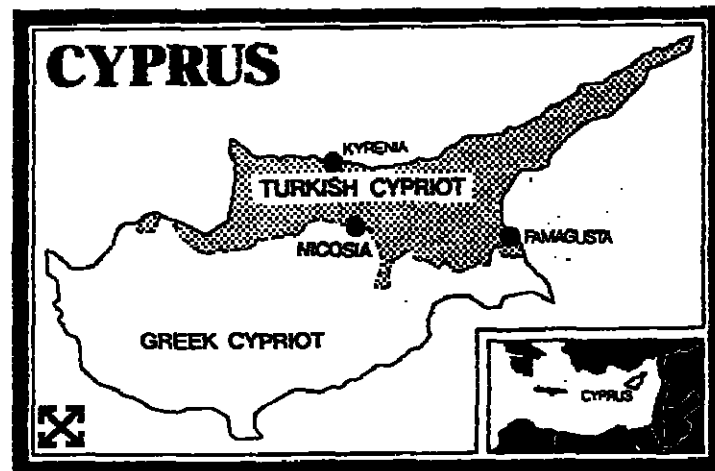 CYPRUS
KYRENIA
TURKISH CYPRIOT
NICOSIA
FAMAGUSTA
GREEK CYPRIOT
CYPRUS